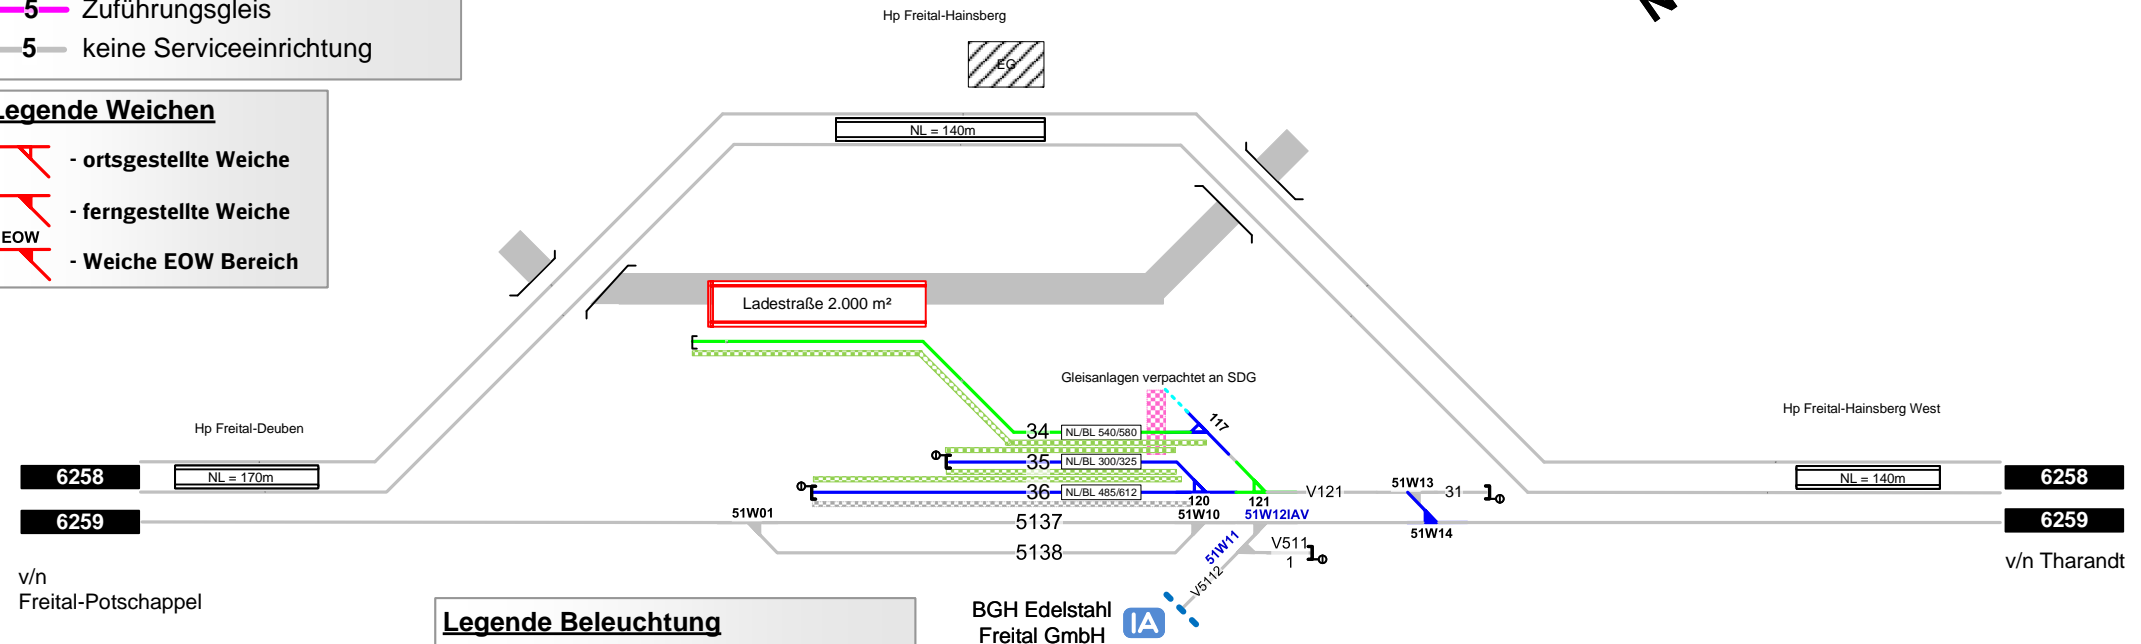 5 Zuführungsgleis
5 keine Serviceeinrichtung
Legende Weichen
- ortsgestellte Weiche
- ferngestellte Weiche
EOW
- Weiche EOW Bereich
Hp Freital-Hainsberg
EG
NL = 140m
N
Ladestraße 2.000 m²
Gleisanlagen verpachtet an SDG
117
34 NL/BL 540/580
35 NL/BL 300/325
36 NL/BL 485/612
Hp Freital-Deuben
NL = 170m
6258
6259
v/n
Freital-Potschappel
51W01
5137
5138
120
51W10
121
51W12IAV
V121
51W13
31
51W14
51W11
V511
1
V5112
Hp Freital-Hainsberg West
NL = 140m
6258
6259
v/n Tharandt
BGH Edelstahl
Freital GmbH
IA
Legende Beleuchtung